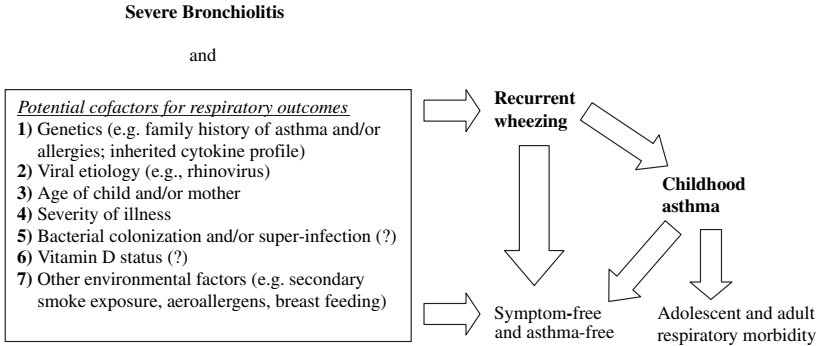 Severe Bronchiolitis
and
Potential cofactors for respiratory outcomes
1) Genetics (e.g. family history of asthma and/or
allergies; inherited cytokine profile)
2) Viral etiology (e.g., rhinovirus)
3) Age of child and/or mother
4) Severity of illness
5) Bacterial colonization and/or super-infection (?)
6) Vitamin D status (?)
7) Other environmental factors (e.g. secondary
smoke exposure, aeroallergens, breast feeding)
Recurrent
wheezing
Childhood
asthma
Symptom-free
and asthma-free
Adolescent and adult
respiratory morbidity